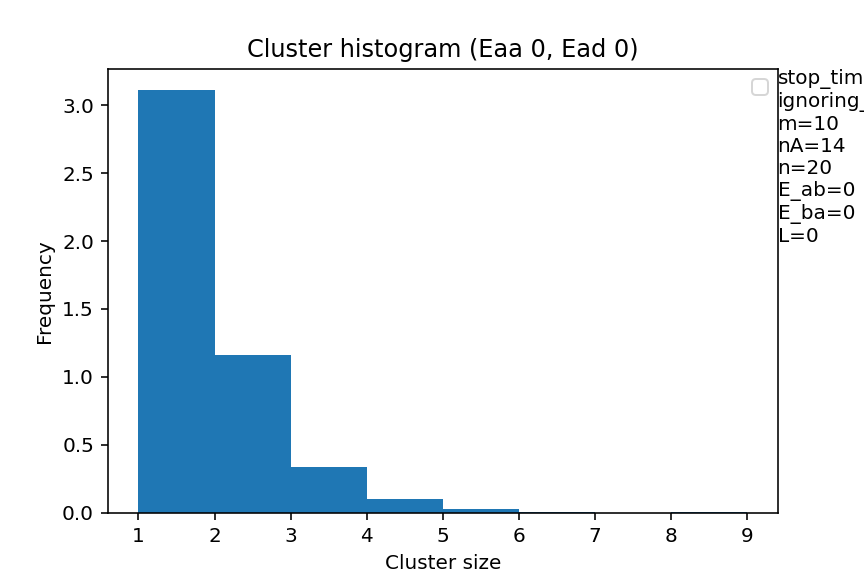 Cluster histogram (Eaa 0, Ead 0)
stop_tim
ignoring_
m=10
nA=14
n=20
E_ab=0
E_ba=0
L=0
3.0
2.5
2.0
1.5
1.0
0.5
0.0
Frequency
1 2 3 4 5 6 7 8 9
Cluster size